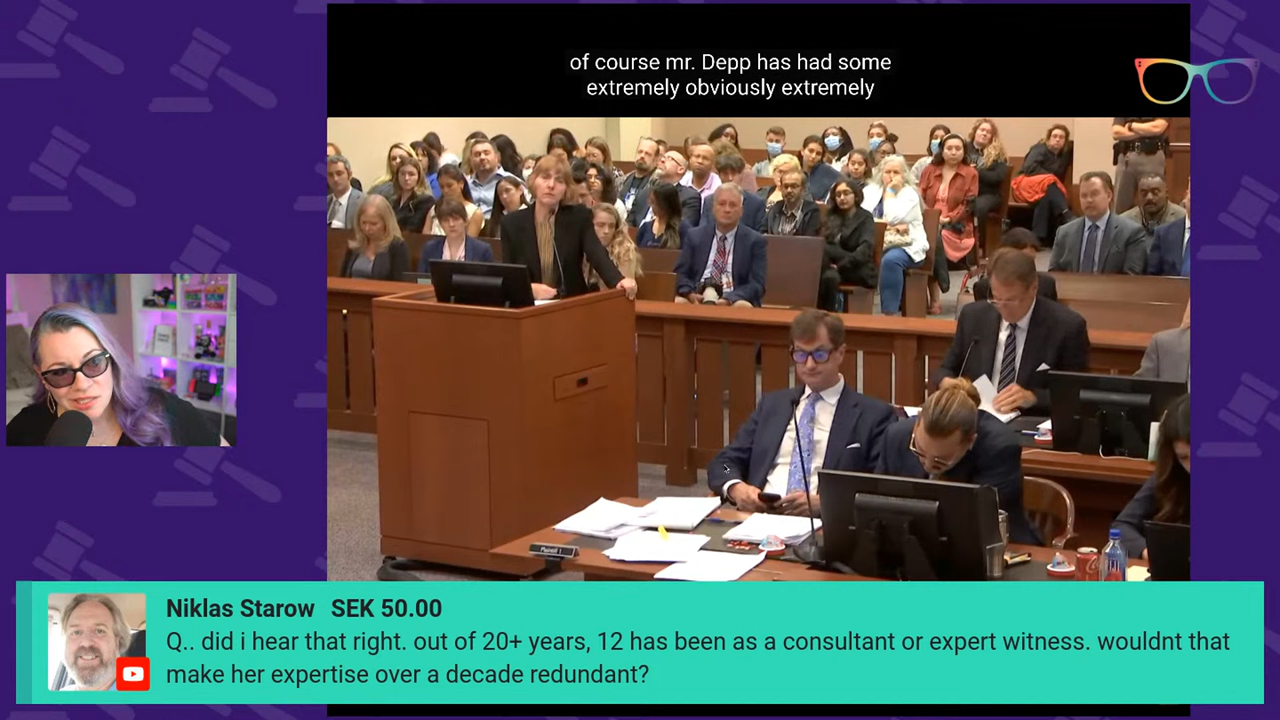 of course mr. Depp has had some
extremely obviously extremely
Niklas Starow SEK 50.00
Q.. did i hear that right. out of 20+ years, 12 has been as a consultant or expert witness. wouldnt that
make her expertise over a decade redundant?